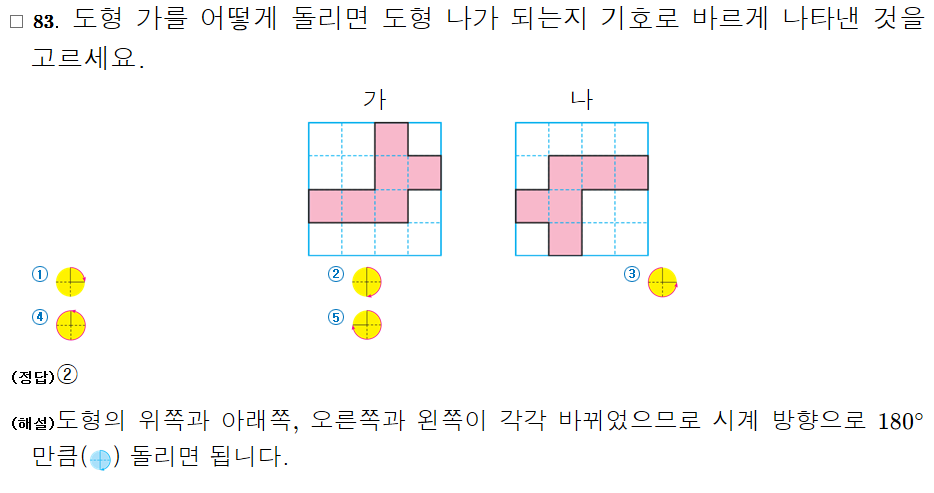 □ 83. 도형 가를 어떻게 돌리면 도형 나가 되는지 기호로 바르게 나타낸 것을
고르세요.
가 나
① ② ③
④ ⑤
(정답)②
(해설)도형의 위쪽과 아래쪽, 오른쪽과 왼쪽이 각각 바뀌었으므로 시계 방향으로 180°
만큼( ) 돌리면 됩니다.